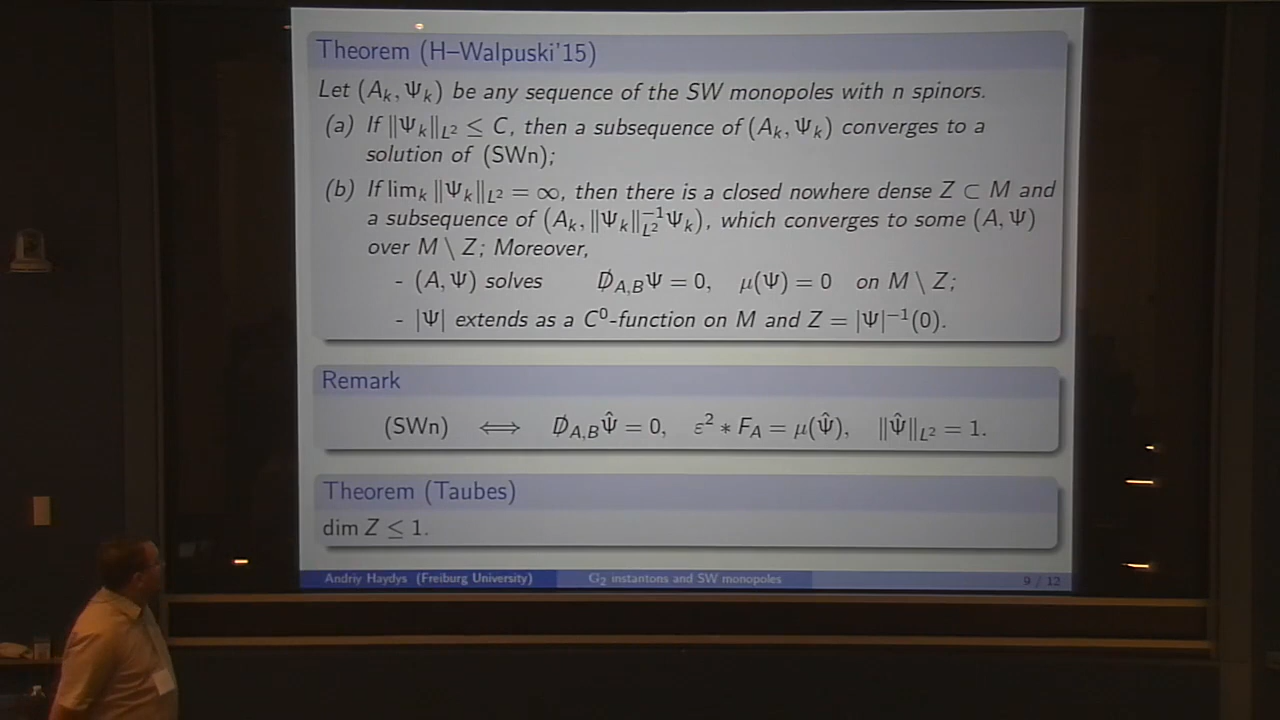 Theorem (H–Walpuski'15)
Let (A_k, Ψ_k) be any sequence of the SW monopoles with n spinors.
(a) If ‖Ψ_k‖_{L²} ≤ C, then a subsequence of (A_k, Ψ_k) converges to a
solution of (SWn);
(b) If lim_k ‖Ψ_k‖_{L²} = ∞, then there is a closed nowhere dense Z ⊂ M and
a subsequence of (A_k, ‖Ψ_k‖_{L²}^{-1}Ψ_k), which converges to some (A, Ψ)
over M \ Z; Moreover,
- (A, Ψ) solves D̸_{A,B}Ψ = 0, μ(Ψ) = 0 on M \ Z;
- |Ψ| extends as a C⁰-function on M and Z = |Ψ|⁻¹(0).
Remark
(SWn) ⟺ D̸_{A,B}Ψ̂ = 0, ε² * F_A = μ(Ψ̂), ‖Ψ̂‖_{L²} = 1.
Theorem (Taubes)
dim Z ≤ 1.
Andriy Haydys (Freiburg University) G₂ instantons and SW monopoles 9 / 12